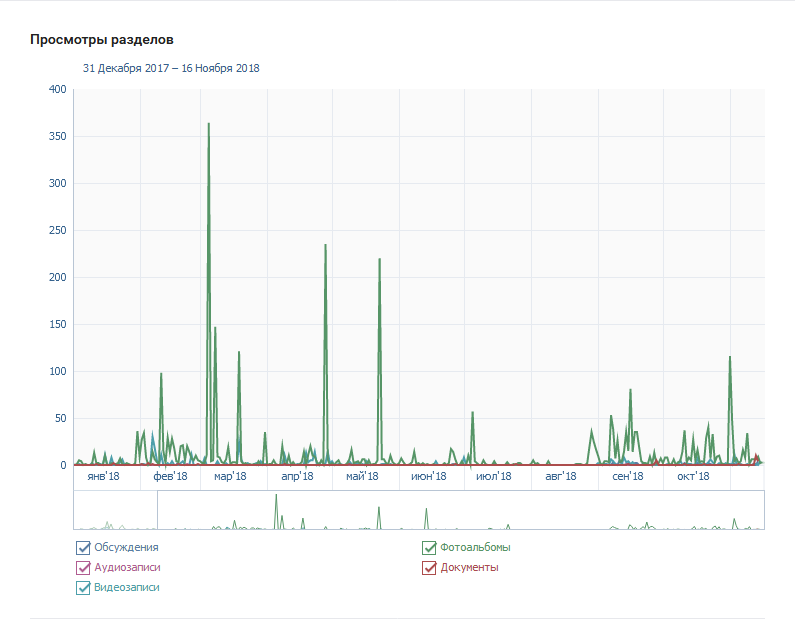 Просмотры разделов
31 Декабря 2017 – 16 Ноября 2018
400
350
300
250
200
150
100
50
0
янв'18 фев'18 мар'18 апр'18 май'18 июн'18 июл'18 авг'18 сен'18 окт'18
Обсуждения Фотоальбомы
Аудиозаписи Документы
Видеозаписи